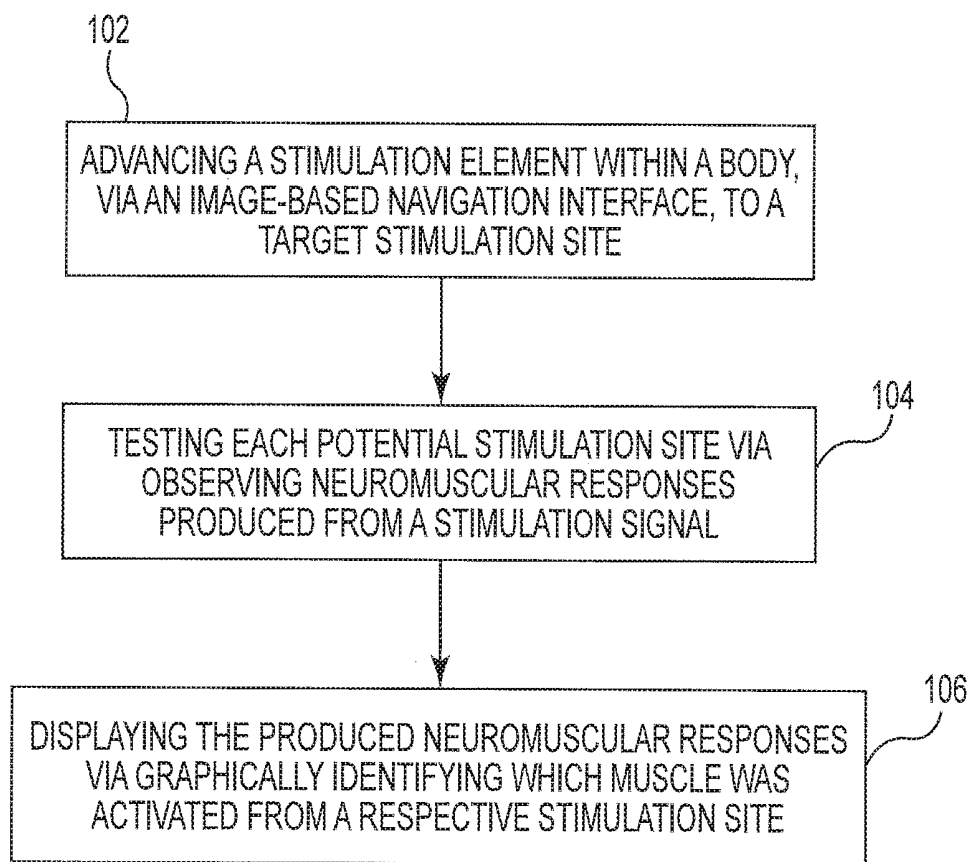 102
ADVANCING A STIMULATION ELEMENT WITHIN A BODY,
VIA AN IMAGE-BASED NAVIGATION INTERFACE, TO A
TARGET STIMULATION SITE
104
TESTING EACH POTENTIAL STIMULATION SITE VIA
OBSERVING NEUROMUSCULAR RESPONSES
PRODUCED FROM A STIMULATION SIGNAL
106
DISPLAYING THE PRODUCED NEUROMUSCULAR RESPONSES
VIA GRAPHICALLY IDENTIFYING WHICH MUSCLE WAS
ACTIVATED FROM A RESPECTIVE STIMULATION SITE